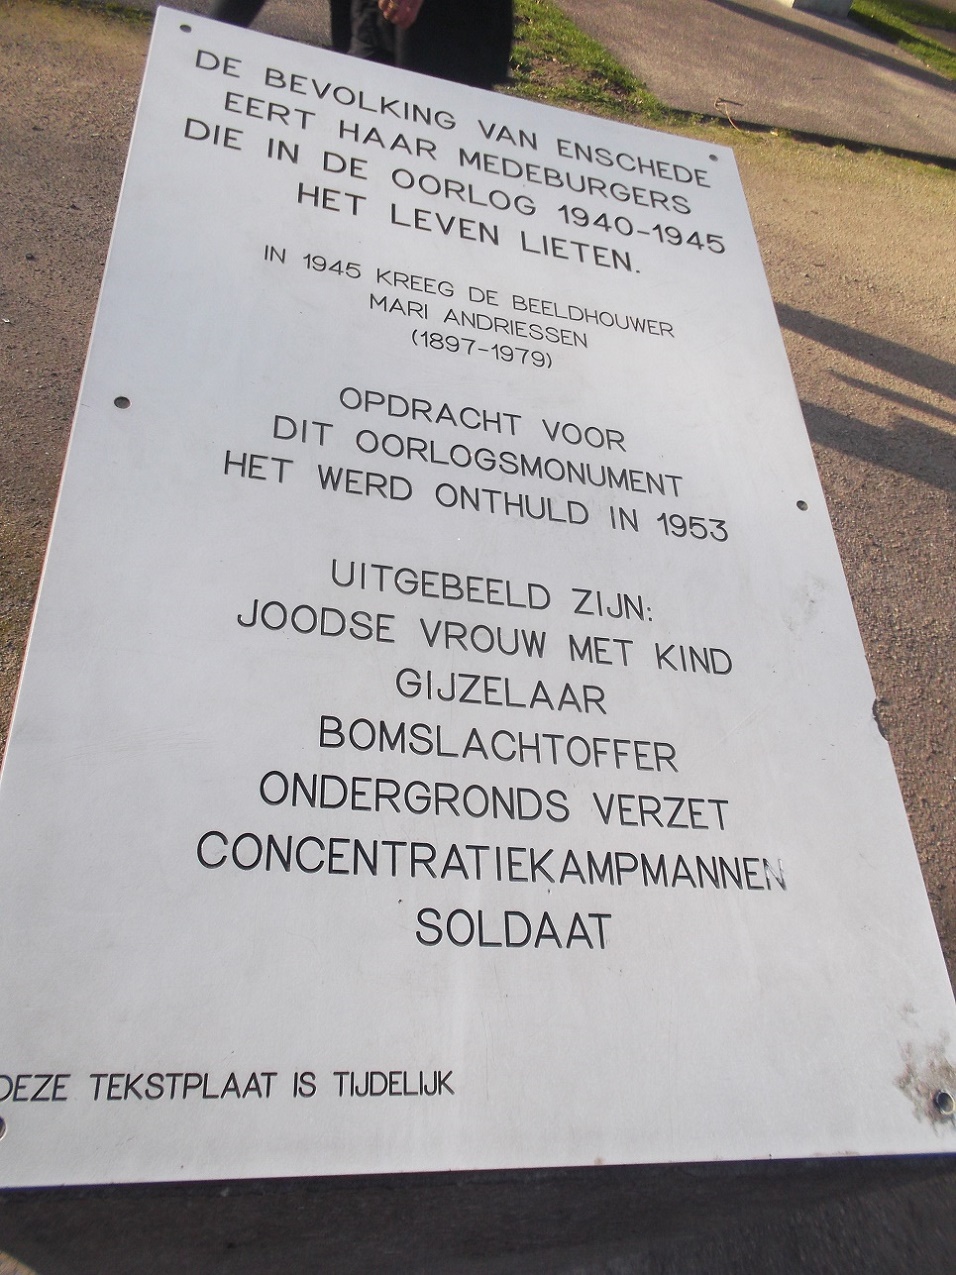 DE BEVOLKING VAN ENSCHEDE
EERT HAAR MEDEBURGERS
DIE IN DE OORLOG 1940-1945
HET LEVEN LIETEN.
IN 1945 KREEG DE BEELDHOUWER
MARI ANDRIESSEN
(1897-1979)
OPDRACHT VOOR
DIT OORLOGSMONUMENT
HET WERD ONTHULD IN 1953
UITGEBEELD ZIJN:
JOODSE VROUW MET KIND
GIJZELAAR
BOMSLACHTOFFER
ONDERGRONDS VERZET
CONCENTRATIEKAMPMANNEN
SOLDAAT
DEZE TEKSTPLAAT IS TIJDELIJK